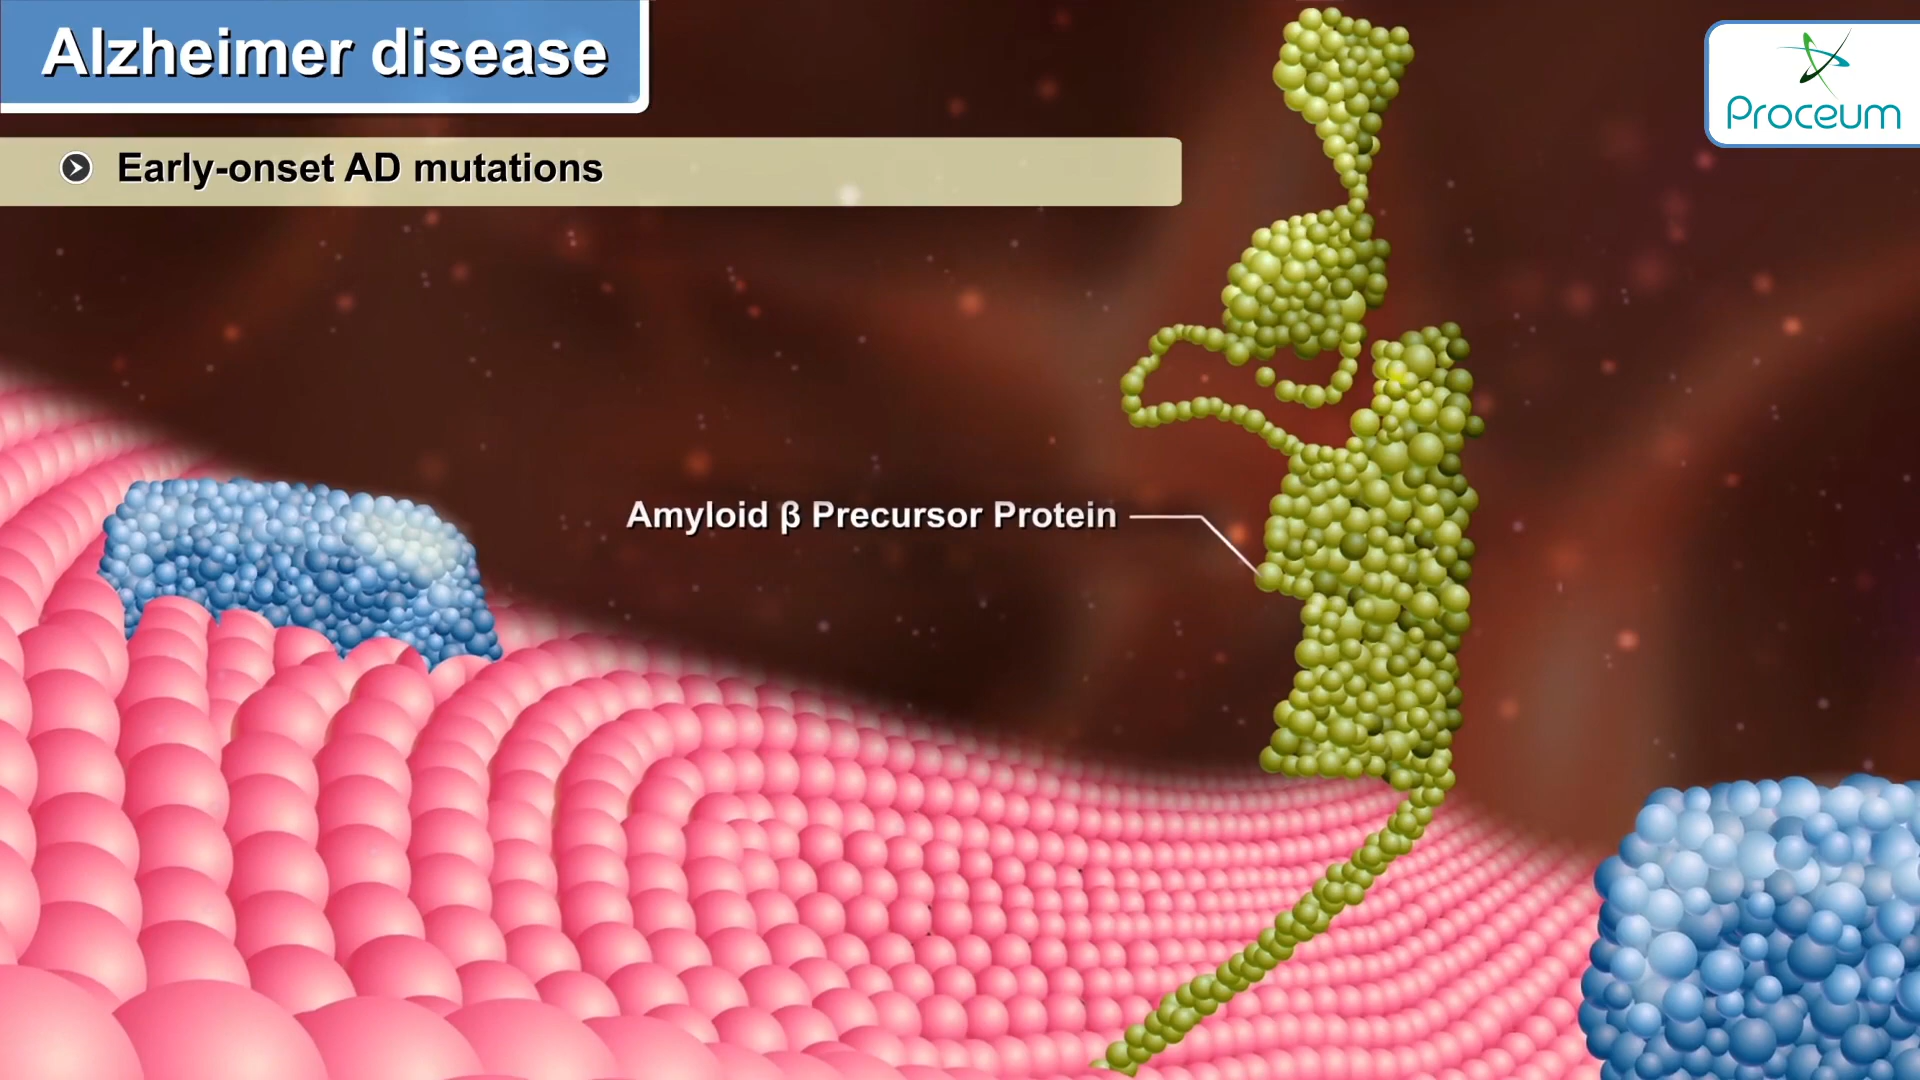 Alzheimer disease
Proceum
Early-onset AD mutations
Amyloid β Precursor Protein